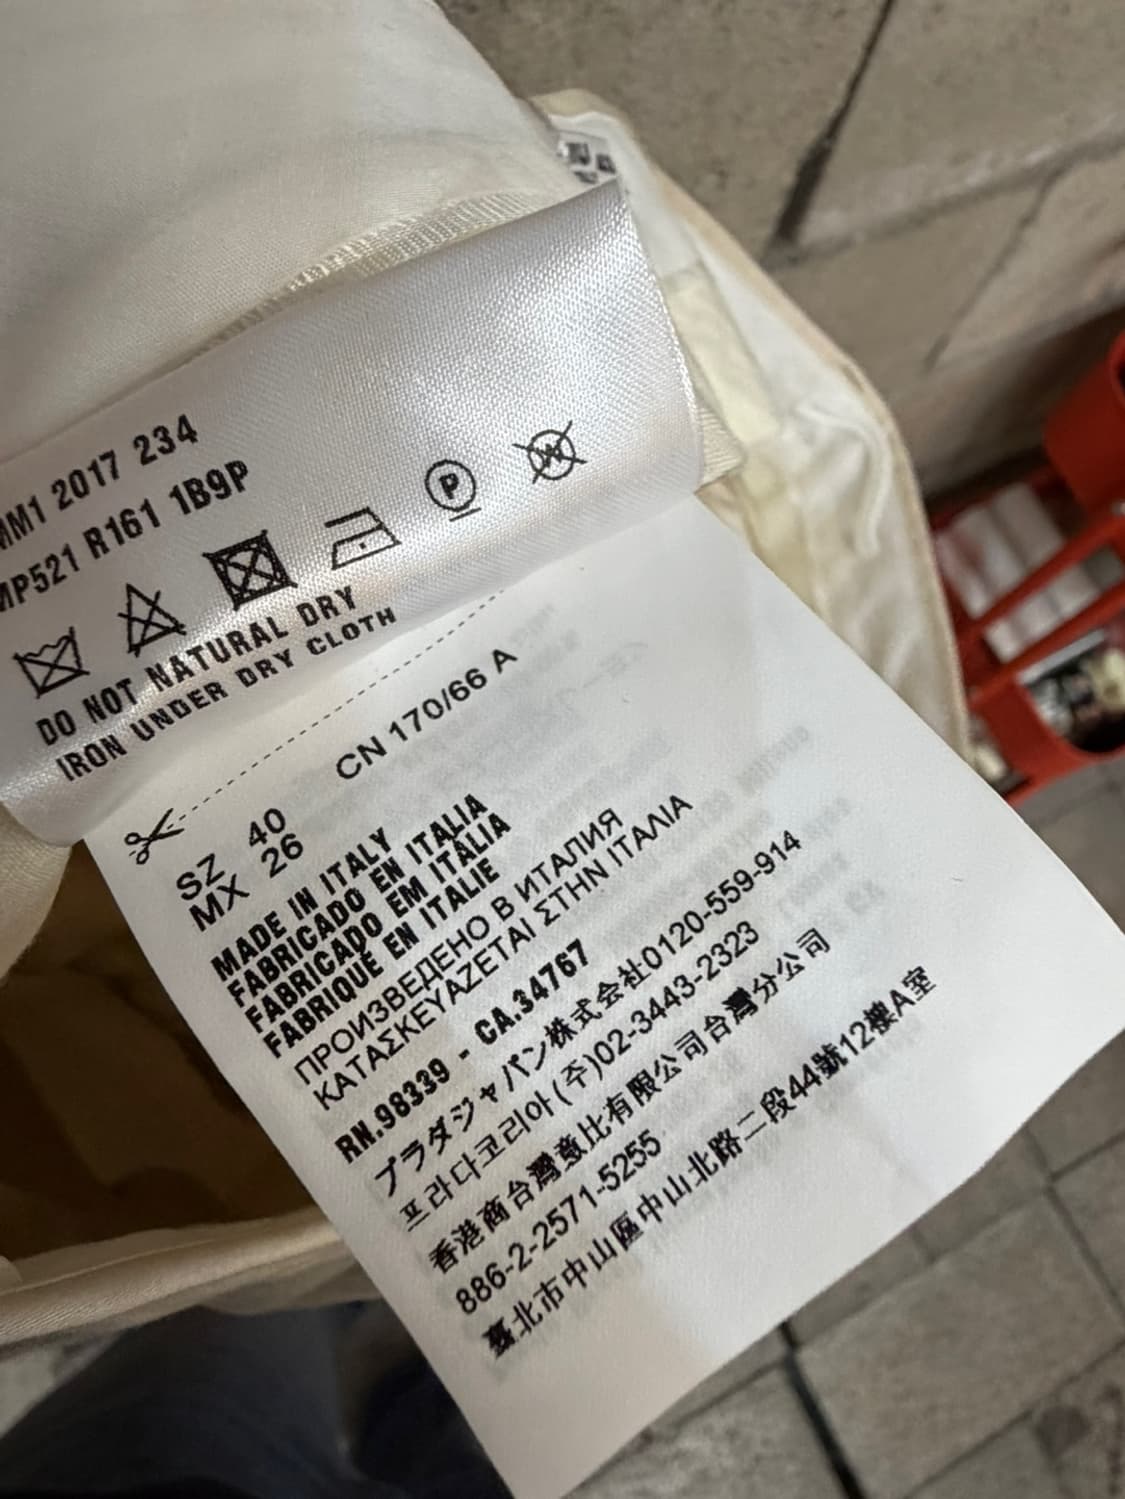 MM1 2017 234
MP521 R161 1B9P
P
W
DO NOT NATURAL DRY
IRON UNDER DRY CLOTH
CN 170/66 A
SZ 40
MX 26
MADE IN ITALY
FABRICADO EN ITALIA
FABRICADO EM ITÁLIA
FABRIQUÉ EN ITALIE
ПРОИЗВЕДЕНО В ИТАЛИЯ
ΚΑΤΑΣΚΕΥΑΖΕΤΑΙ ΣΤΗΝ ΙΤΑΛΙΑ
RN.98339 - CA.34767
プラダジャパン株式会社0120-559-914
프라다코리아(주)02-3443-2323
香港商台灣意比有限公司台灣分公司
886-2-2571-5255
臺北市中山區中山北路二段44號12樓A室